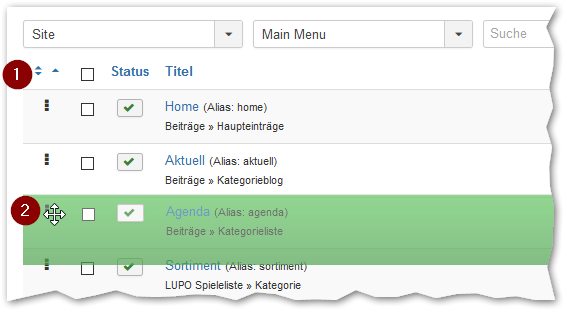 Site Main Menu Suche
1 Status Titel
Home (Alias: home)
Beiträge » Haupteinträge
Aktuell (Alias: aktuell)
Beiträge » Kategorieblog
2 Agenda (Alias: agenda)
Beiträge » Kategorieliste
Sortiment (Alias: sortiment)
LUPO Spieleliste » Kategorie